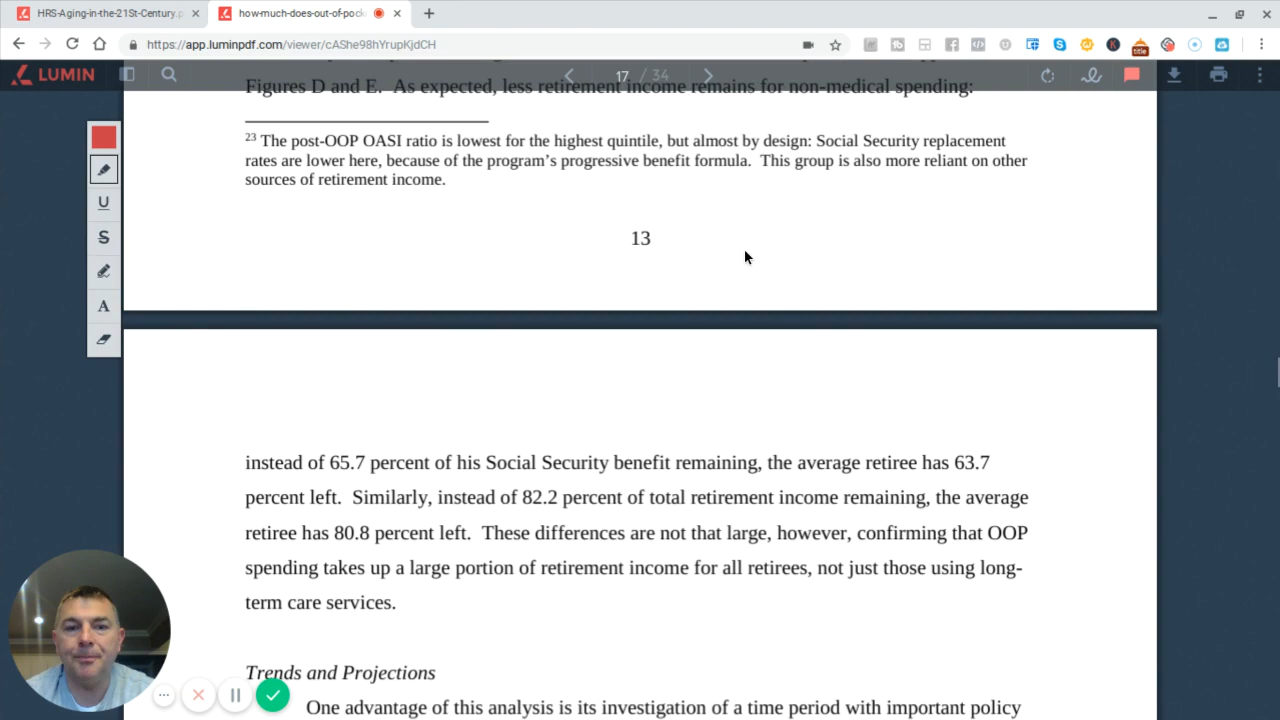 HRS-Aging-in-the-21St-Century.p
how-much-does-out-of-pock
https://app.luminpdf.com/viewer/cAShe98hYrupKjdCH
title
LUMIN
17 / 34
Figures D and E. As expected, less retirement income remains for non-medical spending:
23 The post-OOP OASI ratio is lowest for the highest quintile, but almost by design: Social Security replacement
rates are lower here, because of the program’s progressive benefit formula. This group is also more reliant on other
sources of retirement income.
13
U
S
A
instead of 65.7 percent of his Social Security benefit remaining, the average retiree has 63.7
percent left. Similarly, instead of 82.2 percent of total retirement income remaining, the average
retiree has 80.8 percent left. These differences are not that large, however, confirming that OOP
spending takes up a large portion of retirement income for all retirees, not just those using long-
term care services.
Trends and Projections
One advantage of this analysis is its investigation of a time period with important policy